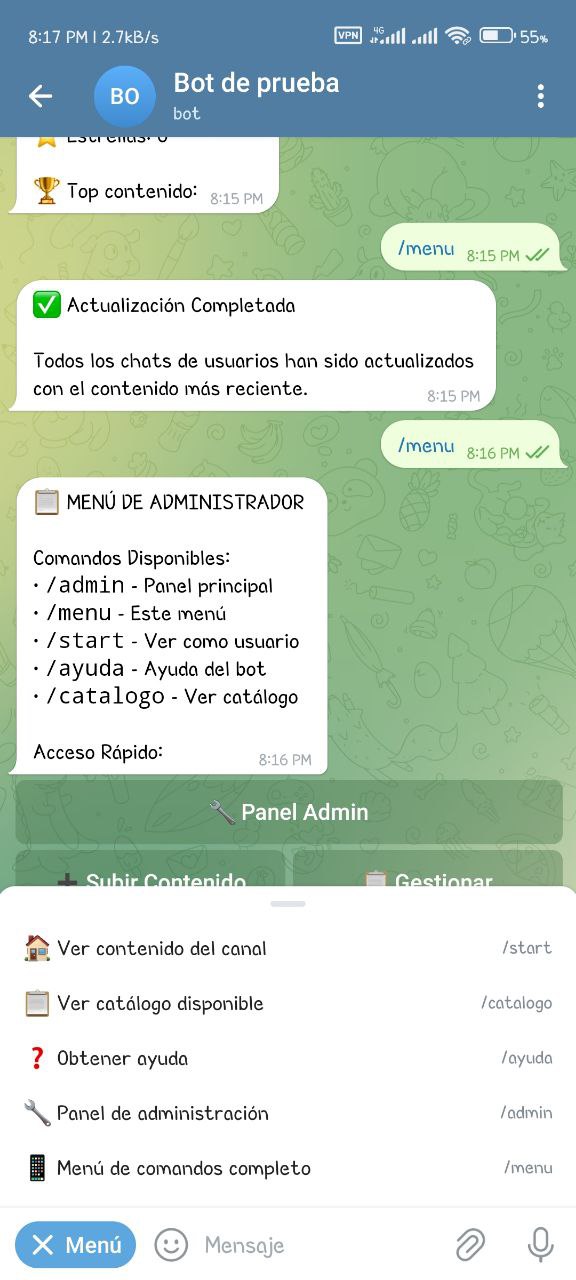 8:17 PM | 2.7kB/s VPN 4G 55%
BO
Bot de prueba
bot
Estrellas: 0
Top contenido: 8:15 PM
/menu 8:15 PM
Actualización Completada
Todos los chats de usuarios han sido actualizados
con el contenido más reciente. 8:15 PM
/menu 8:16 PM
MENÚ DE ADMINISTRADOR
Comandos Disponibles:
• /admin - Panel principal
• /menu - Este menú
• /start - Ver como usuario
• /ayuda - Ayuda del bot
• /catalogo - Ver catálogo
Acceso Rápido: 8:16 PM
Panel Admin
Subir Contenido Gestionar
Ver contenido del canal /start
Ver catálogo disponible /catalogo
Obtener ayuda /ayuda
Panel de administración /admin
Menú de comandos completo /menu
Menú Mensaje